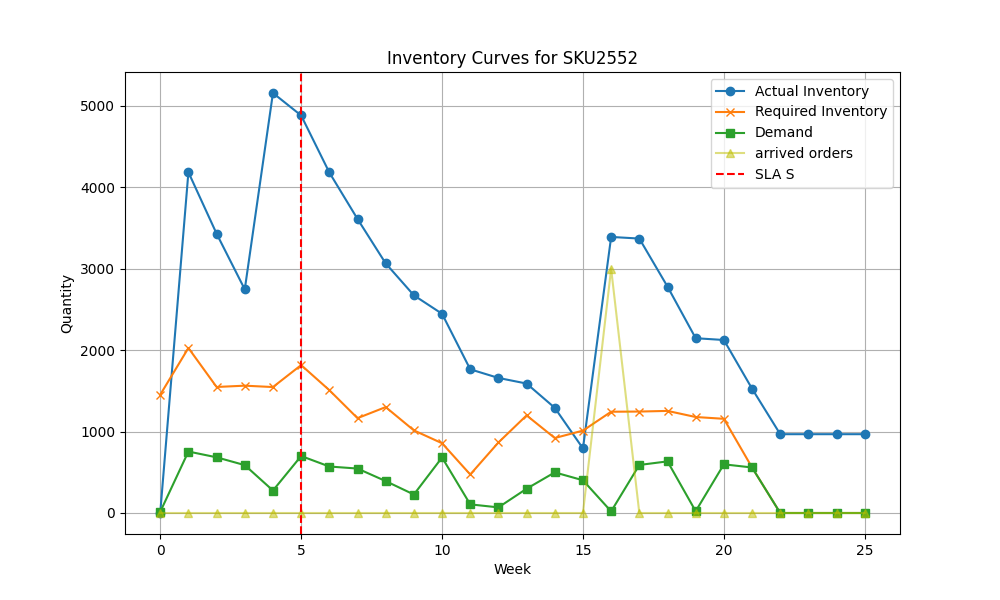 Inventory Curves for SKU2552
Actual Inventory
Required Inventory
Demand
arrived orders
SLA S
Quantity
5000
4000
3000
2000
1000
0
0 5 10 15 20 25
Week